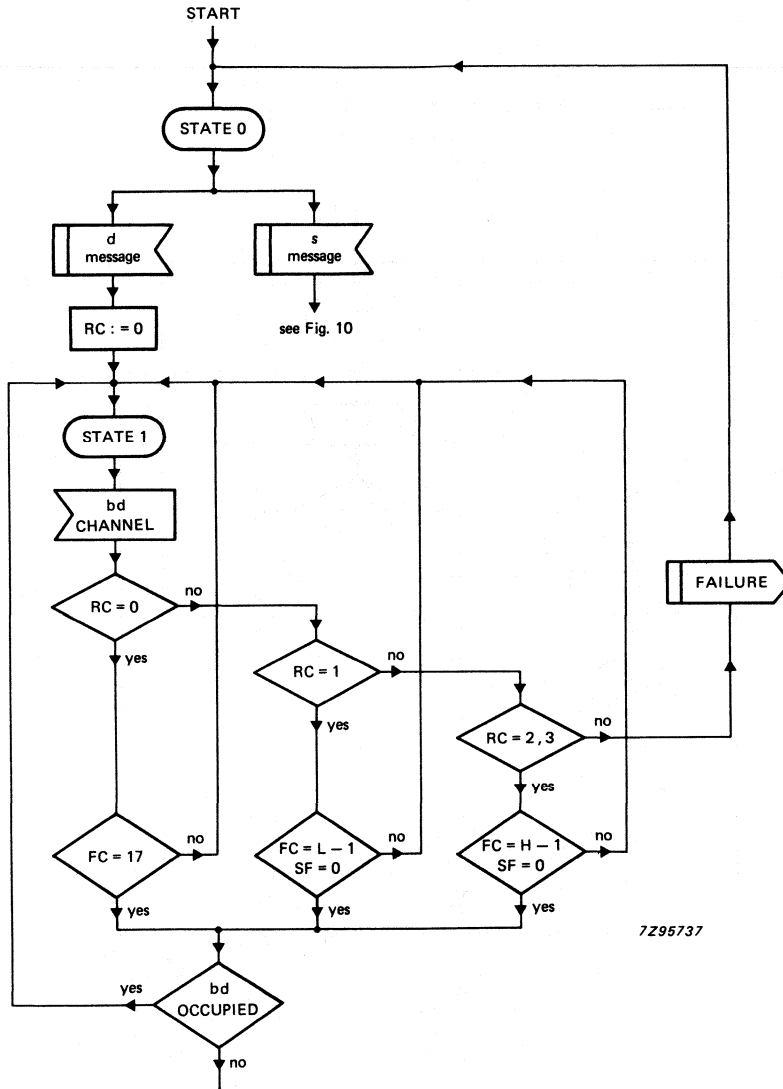 START
STATE 0
d
message
s
message
RC : = 0
see Fig. 10
STATE 1
bd
CHANNEL
RC = 0
no
yes
RC = 1
no
yes
RC = 2, 3
no
yes
FAILURE
FC = 17
no
yes
FC = L − 1
SF = 0
no
yes
FC = H − 1
SF = 0
no
yes
7Z95737
bd
OCCUPIED
yes
no